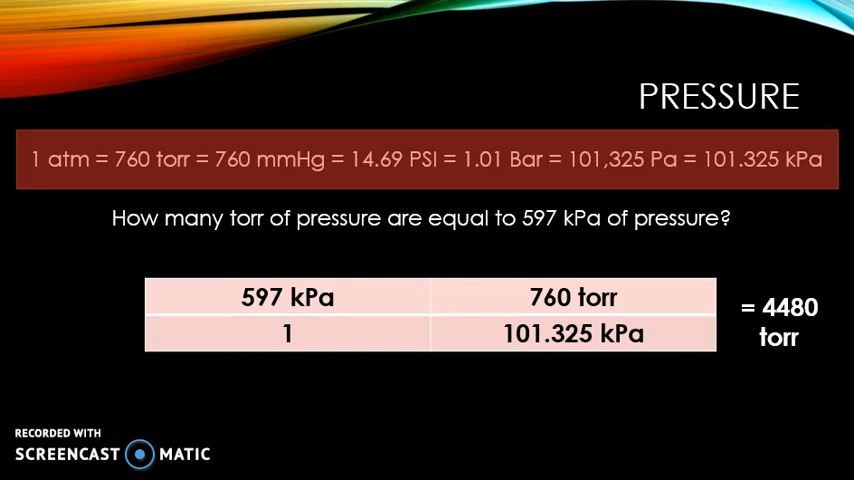 PRESSURE
1 atm = 760 torr = 760 mmHg = 14.69 PSI = 1.01 Bar = 101,325 Pa = 101.325 kPa
How many torr of pressure are equal to 597 kPa of pressure?
597 kPa 760 torr
1 101.325 kPa
= 4480
torr
RECORDED WITH
SCREENCAST MATIC